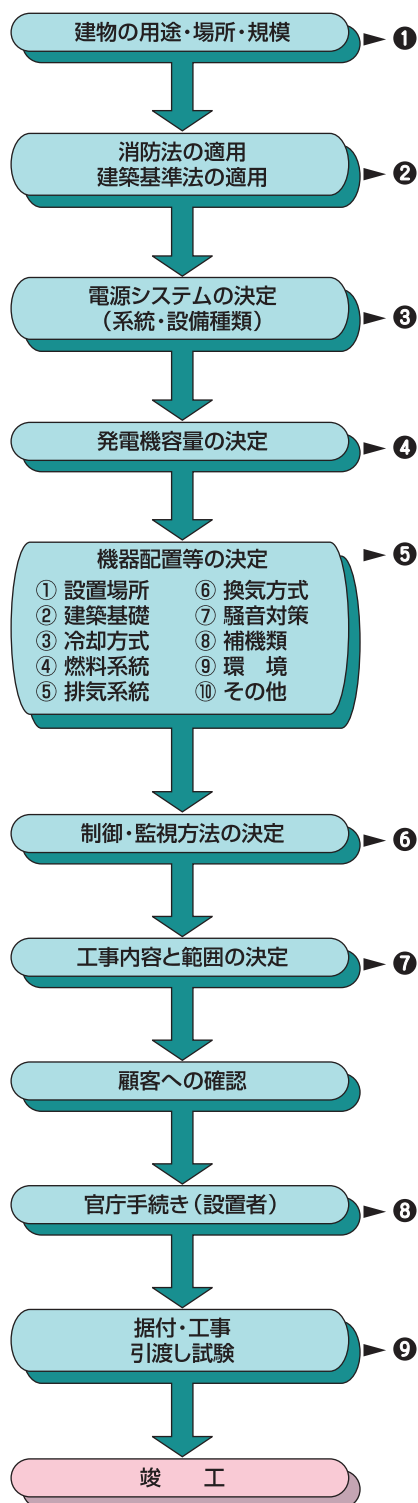 建物の用途・場所・規模 ► ❶
消防法の適用
建築基準法の適用 ► ❷
電源システムの決定
（系統・設備種類） ► ❸
発電機容量の決定 ► ❹
機器配置等の決定 ► ❺
① 設置場所 ⑥ 換気方式
② 建築基礎 ⑦ 騒音対策
③ 冷却方式 ⑧ 補機類
④ 燃料系統 ⑨ 環　境
⑤ 排気系統 ⑩ その他
制御・監視方法の決定 ► ❻
工事内容と範囲の決定 ► ❼
顧客への確認
官庁手続き（設置者） ► ❽
据付・工事
引渡し試験 ► ❾
竣　工